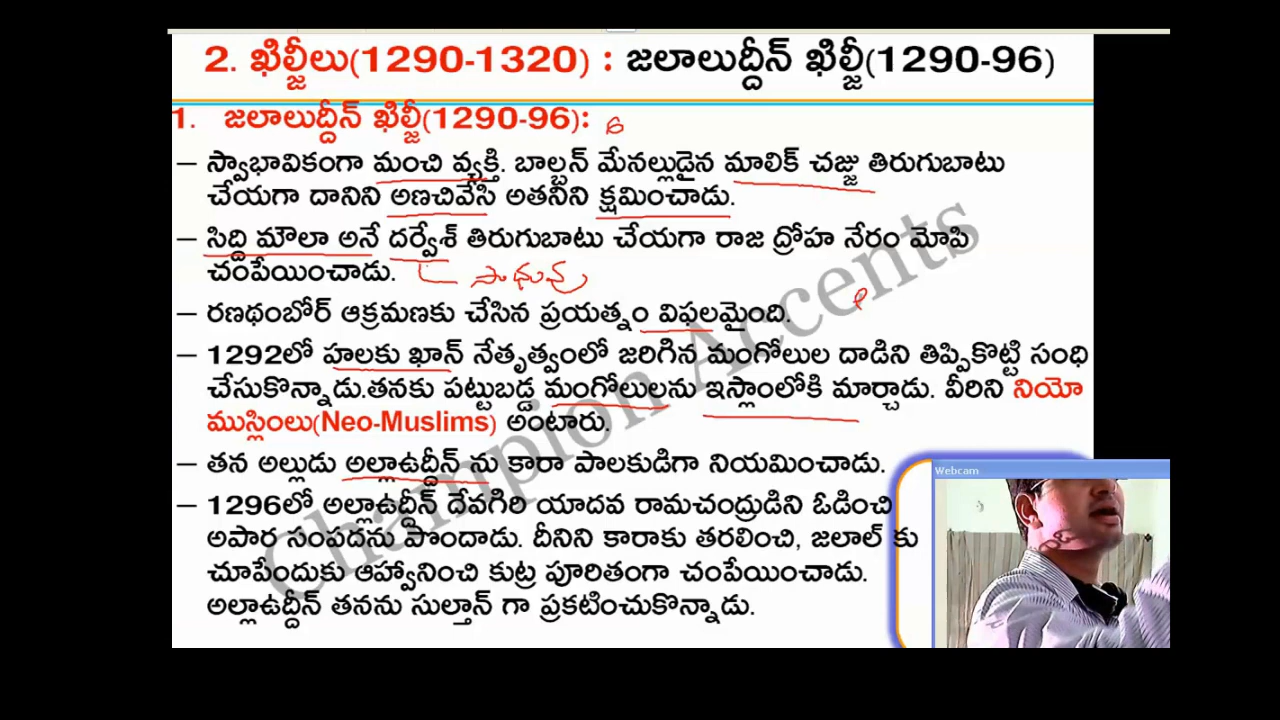 2. ఖిల్జీలు(1290-1320) : జలాలుద్దీన్ ఖిల్జీ(1290-96)
1. జలాలుద్దీన్ ఖిల్జీ(1290-96):
– స్వాభావికంగా మంచి వ్యక్తి. బాల్బన్ మేనల్లుడైన మాలిక్ చజ్జు తిరుగుబాటు
చేయగా దానిని అణచివేసి అతనిని క్షమించాడు.
– సిద్ది మౌలా అనే దర్వేశ్ తిరుగుబాటు చేయగా రాజ ద్రోహ నేరం మోపి
చంపేయించాడు. సాధువు
– రణథంబోర్ ఆక్రమణకు చేసిన ప్రయత్నం విఫలమైంది.
– 1292లో హలకు ఖాన్ నేతృత్వంలో జరిగిన మంగోలుల దాడిని తిప్పికొట్టి సంధి
చేసుకొన్నాడు.తనకు పట్టుబడ్డ మంగోలులను ఇస్లాంలోకి మార్చాడు. వీరిని నియో
ముస్లింలు(Neo-Muslims) అంటారు.
– తన అల్లుడు అల్లాఉద్దీన్ ను కారా పాలకుడిగా నియమించాడు.
– 1296లో అల్లాఉద్దీన్ దేవగిరి యాదవ రామచంద్రుడిని ఓడించి
అపార సంపదను పొందాడు. దీనిని కారాకు తరలించి, జలాల్ కు
చూపేందుకు ఆహ్వానించి కుట్ర పూరితంగా చంపేయించాడు.
అల్లాఉద్దీన్ తనను సుల్తాన్ గా ప్రకటించుకొన్నాడు.
Champion Accents
Webcam